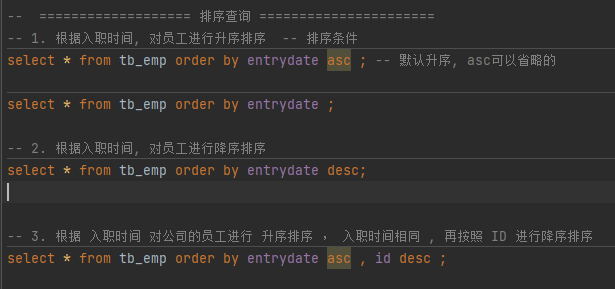 -- =================== 排序查询 ======================
-- 1. 根据入职时间, 对员工进行升序排序  -- 排序条件
select * from tb_emp order by entrydate asc ; -- 默认升序, asc可以省略的
select * from tb_emp order by entrydate ;
-- 2. 根据入职时间, 对员工进行降序排序
select * from tb_emp order by entrydate desc;
-- 3. 根据 入职时间 对公司的员工进行 升序排序 ， 入职时间相同 , 再按照 ID 进行降序排序
select * from tb_emp order by entrydate asc , id desc ;